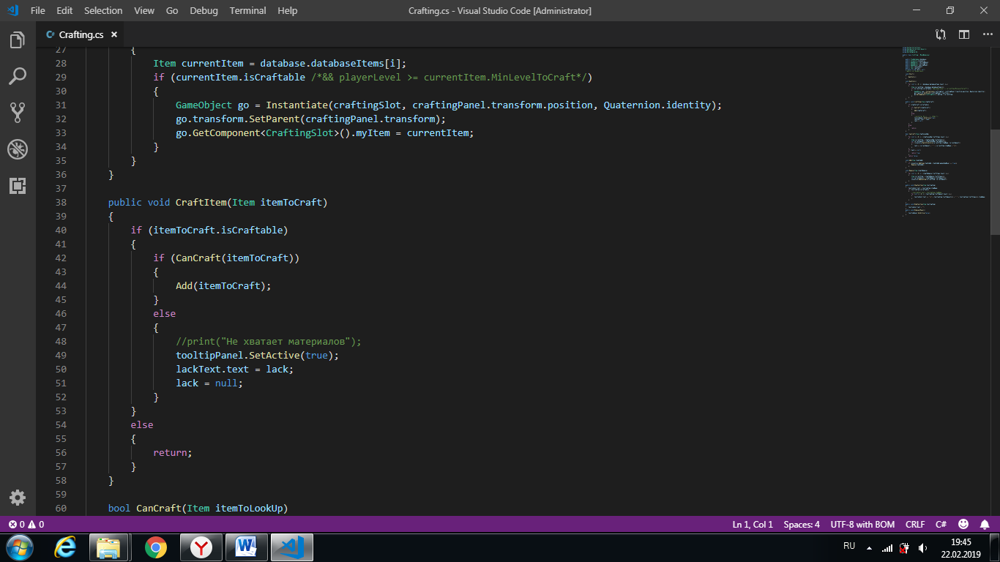 File Edit Selection View Go Debug Terminal Help Crafting.cs - Visual Studio Code [Administrator]
C# Crafting.cs ×
27 {
28 Item currentItem = database.databaseItems[i];
29 if (currentItem.isCraftable /*&& playerLevel >= currentItem.MinLevelToCraft*/)
30 {
31 GameObject go = Instantiate(craftingSlot, craftingPanel.transform.position, Quaternion.identity);
32 go.transform.SetParent(craftingPanel.transform);
33 go.GetComponent<CraftingSlot>().myItem = currentItem;
34 }
35 }
36 }
37
38 public void CraftItem(Item itemToCraft)
39 {
40 if (itemToCraft.isCraftable)
41 {
42 if (CanCraft(itemToCraft))
43 {
44 Add(itemToCraft);
45 }
46 else
47 {
48 //print("Не хватает материалов");
49 tooltipPanel.SetActive(true);
50 lackText.text = lack;
51 lack = null;
52 }
53 }
54 else
55 {
56 return;
57 }
58 }
59
60 bool CanCraft(Item itemToLookUp)
0 0 Ln 1, Col 1 Spaces: 4 UTF-8 with BOM CRLF C#
RU 19:45
22.02.2019